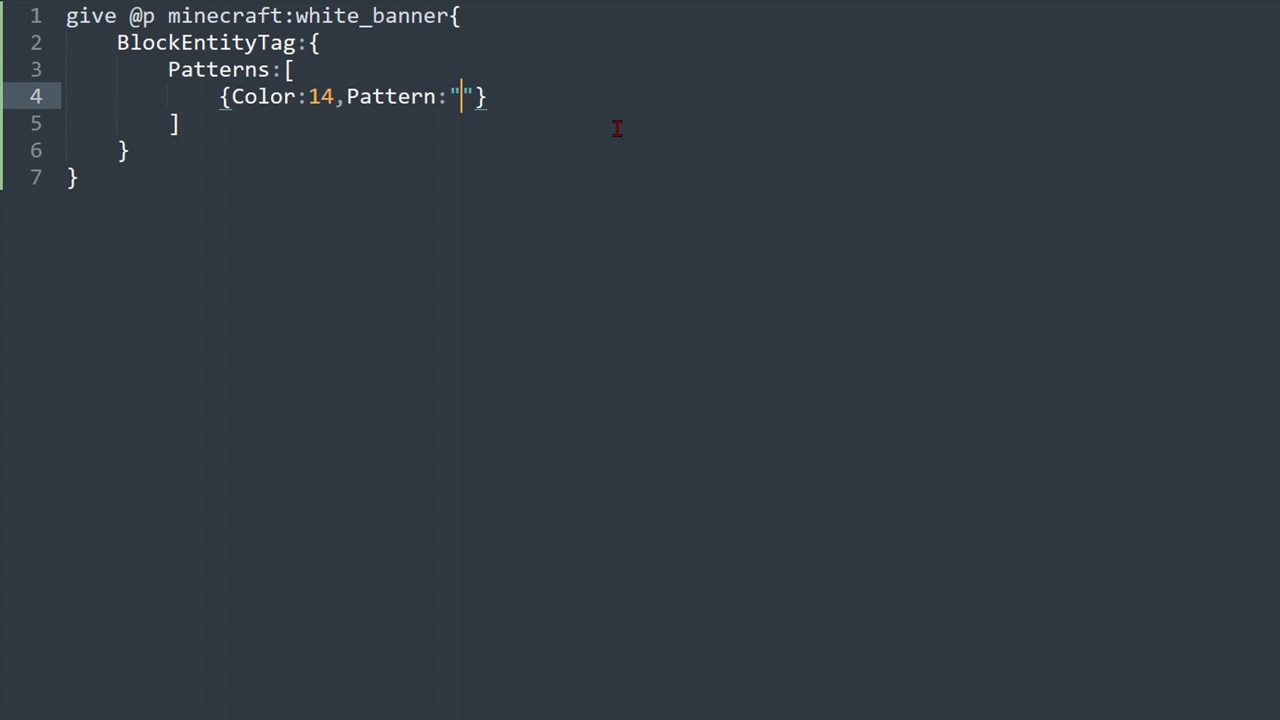 1 give @p minecraft:white_banner{
2 BlockEntityTag:{
3 Patterns:[
4 {Color:14,Pattern:""}
5 ]
6 }
7 }